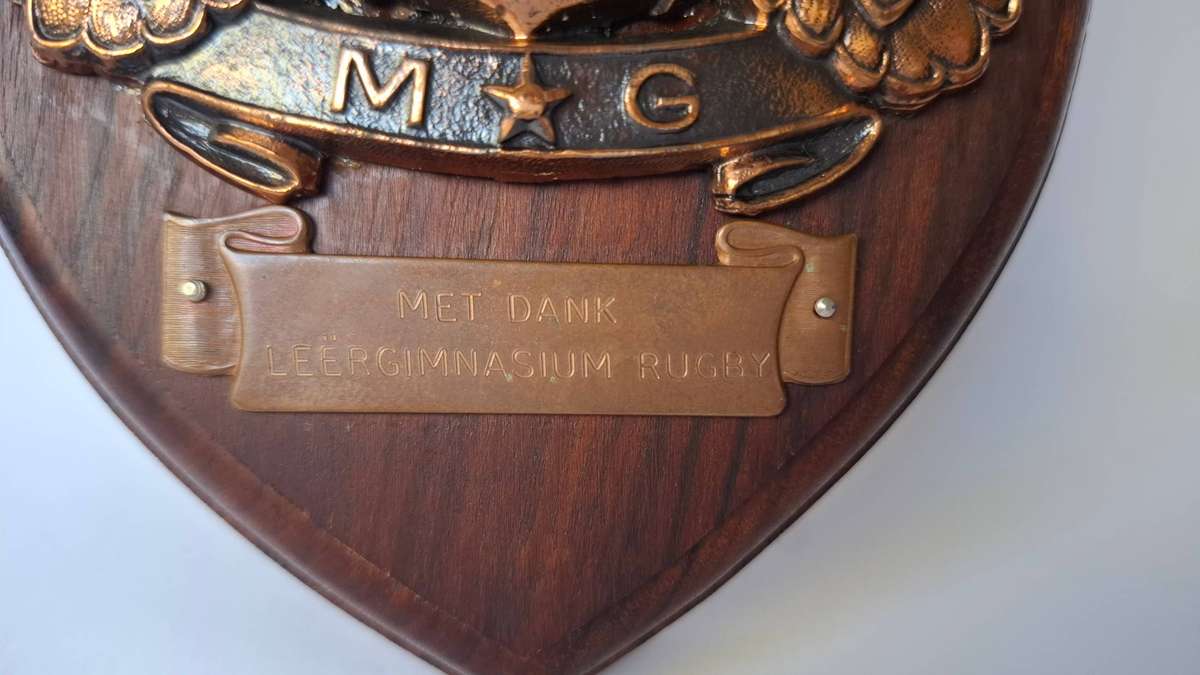 M ★ G
MET DANK
LEËRGIMNASIUM RUGBY